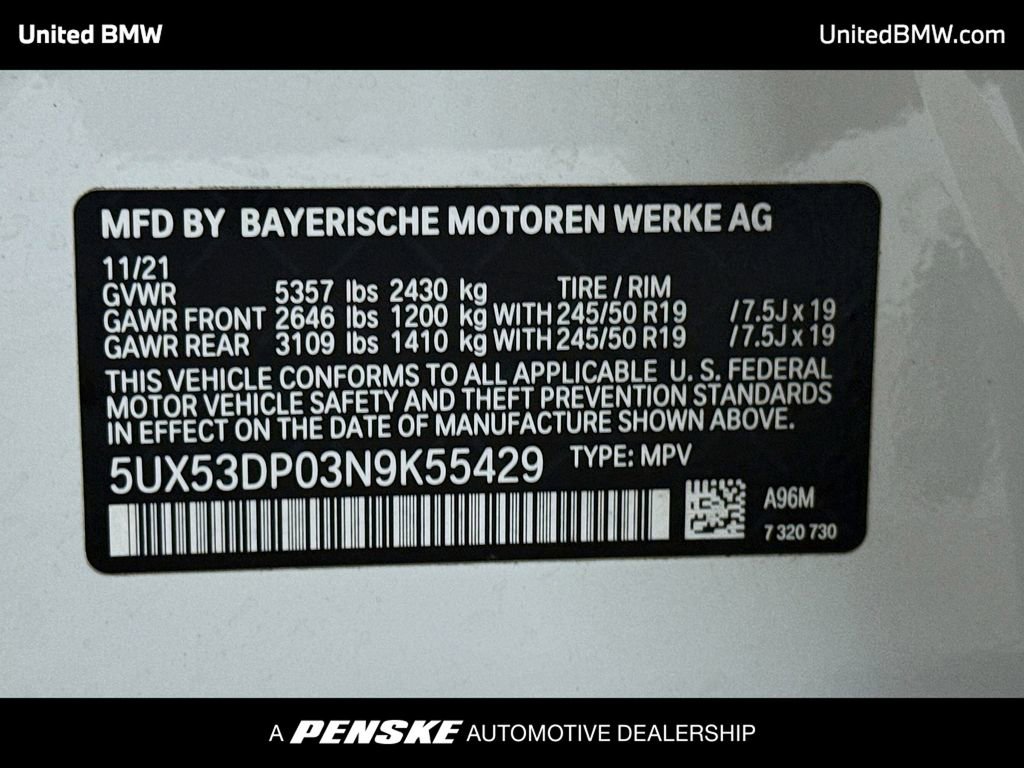 United BMW
UnitedBMW.com
MFD BY BAYERISCHE MOTOREN WERKE AG
11/21
GVWR 5357 lbs 2430 kg TIRE / RIM
GAWR FRONT 2646 lbs 1200 kg WITH 245/50 R19 /7.5J x 19
GAWR REAR 3109 lbs 1410 kg WITH 245/50 R19 /7.5J x 19
THIS VEHICLE CONFORMS TO ALL APPLICABLE U. S. FEDERAL
MOTOR VEHICLE SAFETY AND THEFT PREVENTION STANDARDS
IN EFFECT ON THE DATE OF MANUFACTURE SHOWN ABOVE.
5UX53DP03N9K55429 TYPE: MPV
A96M
7 320 730
A PENSKE AUTOMOTIVE DEALERSHIP